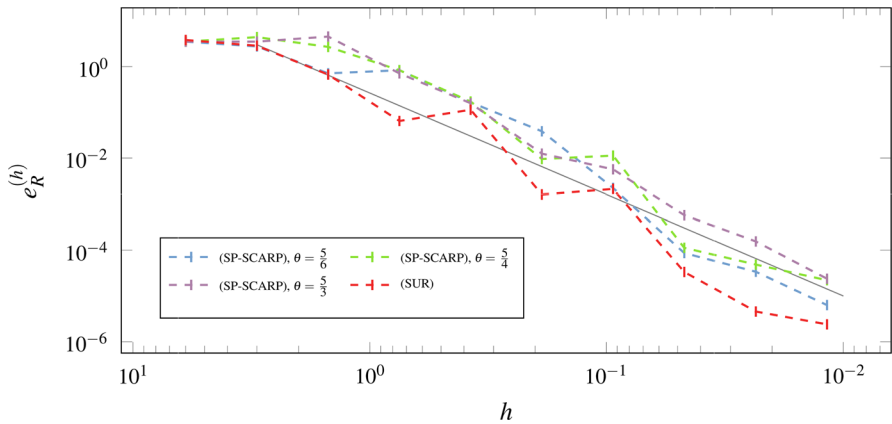 10^0
10^{-2}
10^{-4}
10^{-6}
e_R^{(h)}
(SP-SCARP), θ = 5/6
(SP-SCARP), θ = 5/4
(SP-SCARP), θ = 5/3
(SUR)
10^1 10^0 10^{-1} 10^{-2}
h